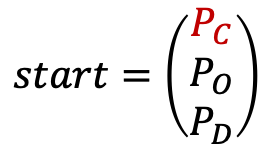 P_C
start = P_O
P_D